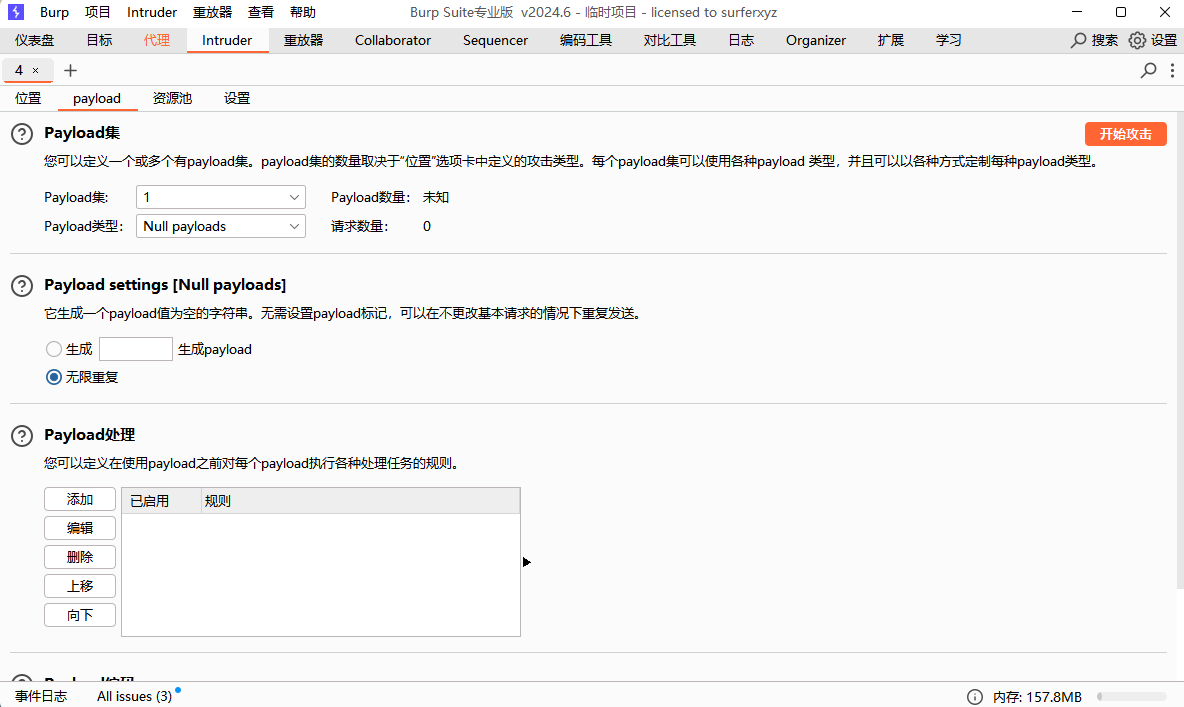 Burp 项目 Intruder 重放器 查看 帮助 Burp Suite专业版 v2024.6 - 临时项目 - licensed to surferxyz
仪表盘 目标 代理 Intruder 重放器 Collaborator Sequencer 编码工具 对比工具 日志 Organizer 扩展 学习 搜索 设置
4 × +
位置 payload 资源池 设置
? Payload集 开始攻击
您可以定义一个或多个有payload集。payload集的数量取决于“位置”选项卡中定义的攻击类型。每个payload集可以使用各种payload 类型，并且可以以各种方式定制每种payload类型。
Payload集: 1 Payload数量： 未知
Payload类型： Null payloads 请求数量： 0
? Payload settings [Null payloads]
它生成一个payload值为空的字符串。无需设置payload标记，可以在不更改基本请求的情况下重复发送。
生成 生成payload
无限重复
? Payload处理
您可以定义在使用payload之前对每个payload执行各种处理任务的规则。
添加 已启用 规则
编辑
删除
上移
向下
Payload编码
事件日志 All issues (3) 内存: 157.8MB